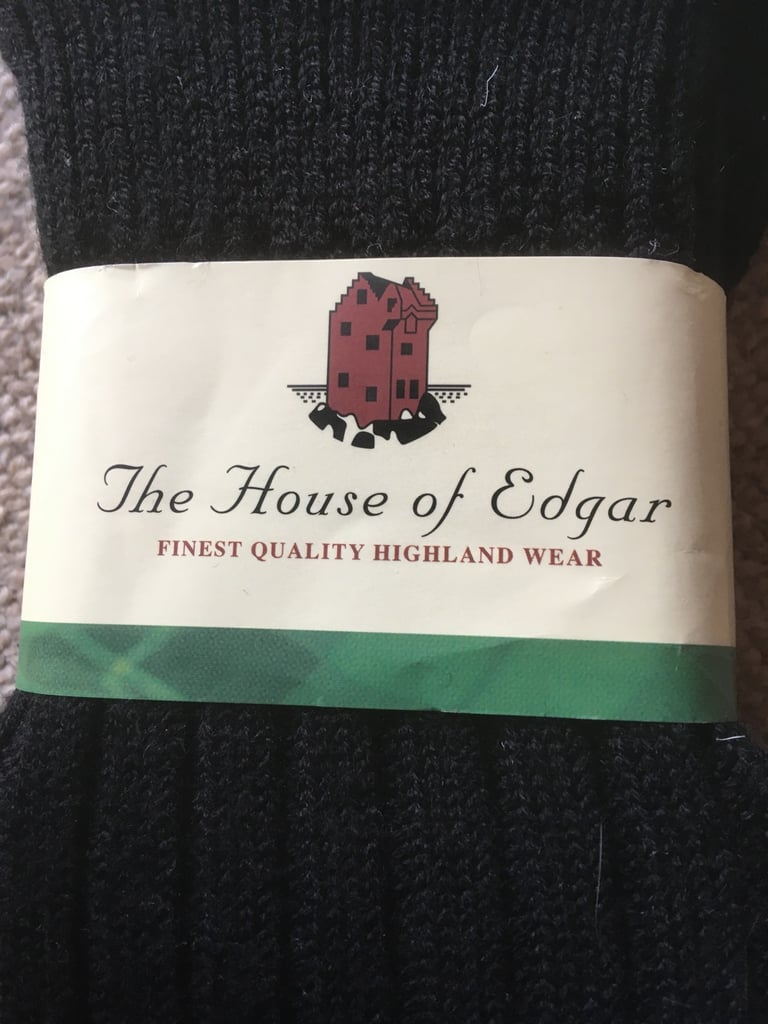 The House of Edgar
FINEST QUALITY HIGHLAND WEAR